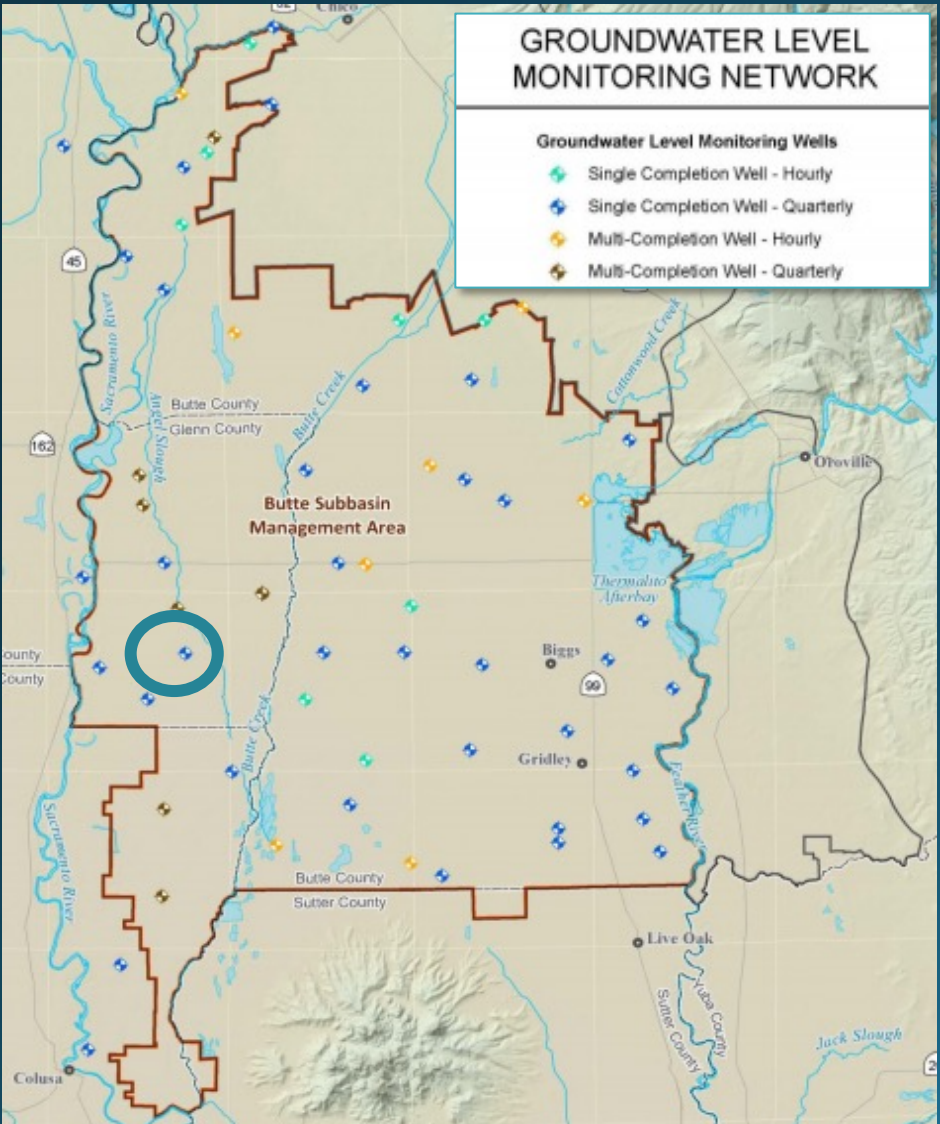 Chico
GROUNDWATER LEVEL
MONITORING NETWORK
Groundwater Level Monitoring Wells
Single Completion Well - Hourly
Single Completion Well - Quarterly
Multi-Completion Well - Hourly
Multi-Completion Well - Quarterly
45
Sacramento River
Cottonwood Creek
Angel Slough
Butte Creek
Butte County
Glenn County
162
Oroville
Butte Subbasin
Management Area
Thermalito
Afterbay
ounty
County
Biggs
99
Butte Creek
Gridley
Feather River
Sacramento River
Butte County
Sutter County
Live Oak
Yuba County
Sutter County
Jack Slough
Colusa